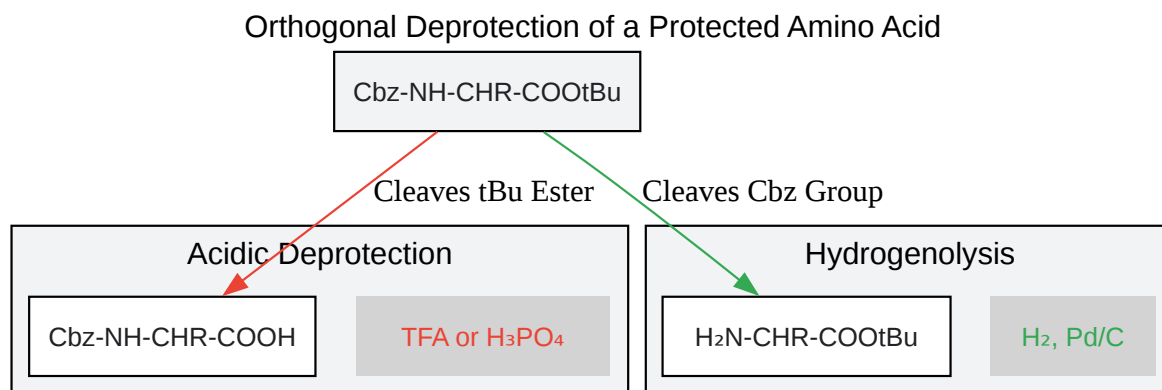 Orthogonal Deprotection of a Protected Amino Acid
Cbz-NH-CHR-COOtBu
Cleaves tBu Ester
Cleaves Cbz Group
Acidic Deprotection
Hydrogenolysis
Cbz-NH-CHR-COOH
TFA or H₃PO₄
H₂N-CHR-COOtBu
H₂, Pd/C